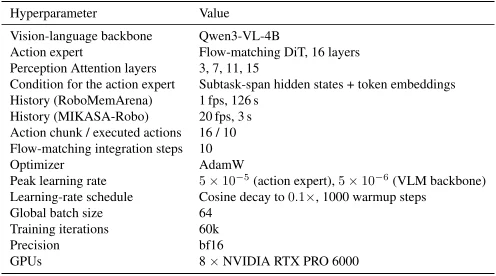 Hyperparameter Value
Vision-language backbone Qwen3-VL-4B
Action expert Flow-matching DiT, 16 layers
Perception Attention layers 3, 7, 11, 15
Condition for the action expert Subtask-span hidden states + token embeddings
History (RoboMemArena) 1 fps, 126 s
History (MIKASA-Robo) 20 fps, 3 s
Action chunk / executed actions 16 / 10
Flow-matching integration steps 10
Optimizer AdamW
Peak learning rate 5 × 10⁻⁵ (action expert), 5 × 10⁻⁶ (VLM backbone)
Learning-rate schedule Cosine decay to 0.1×, 1000 warmup steps
Global batch size 64
Training iterations 60k
Precision bf16
GPUs 8 × NVIDIA RTX PRO 6000